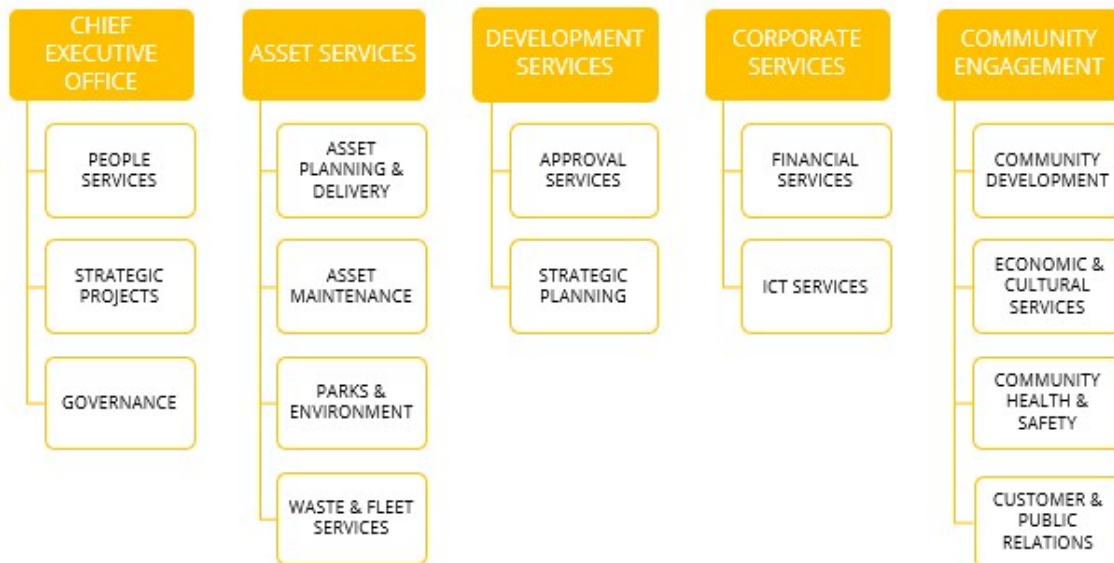 CHIEF
EXECUTIVE
OFFICE
PEOPLE
SERVICES
STRATEGIC
PROJECTS
GOVERNANCE
ASSET SERVICES
ASSET
PLANNING &
DELIVERY
ASSET
MAINTENANCE
PARKS &
ENVIRONMENT
WASTE & FLEET
SERVICES
DEVELOPMENT
SERVICES
APPROVAL
SERVICES
STRATEGIC
PLANNING
CORPORATE
SERVICES
FINANCIAL
SERVICES
ICT SERVICES
COMMUNITY
ENGAGEMENT
COMMUNITY
DEVELOPMENT
ECONOMIC &
CULTURAL
SERVICES
COMMUNITY
HEALTH &
SAFETY
CUSTOMER &
PUBLIC
RELATIONS